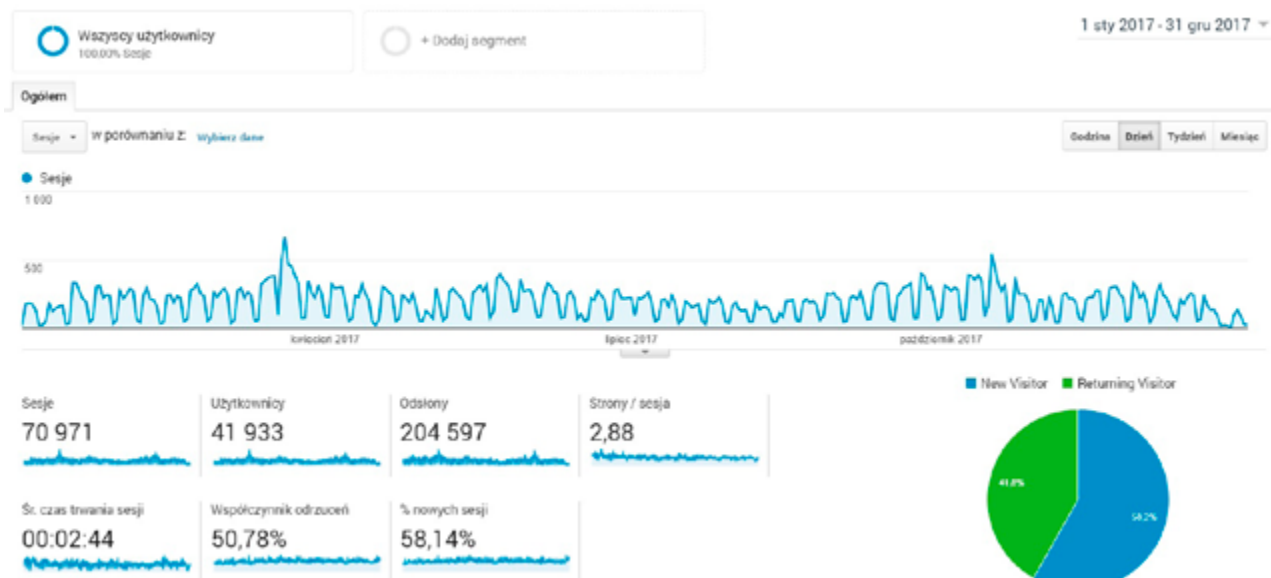 Wszyscy użytkownicy
100,00% Sesje
+ Dodaj segment
1 sty 2017 - 31 gru 2017
Ogółem
Sesje
w porównaniu z:
Wybierz dane
Godzina Dzień Tydzień Miesiąc
Sesje
1 000
500
kwiecień 2017
lipiec 2017
październik 2017
New Visitor
Returning Visitor
Sesje
Użytkownicy
Odsłony
Strony / sesja
70 971
41 933
204 597
2,88
41,8%
58,2%
Śr. czas trwania sesji
Współczynnik odrzuceń
% nowych sesji
00:02:44
50,78%
58,14%